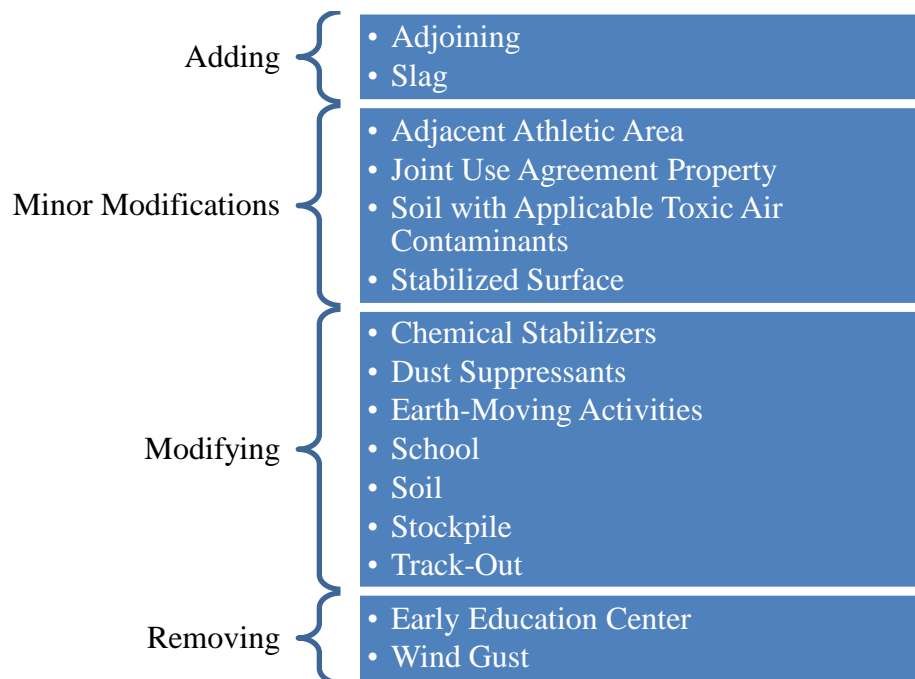 Adding
• Adjoining
• Slag
Minor Modifications
• Adjacent Athletic Area
• Joint Use Agreement Property
• Soil with Applicable Toxic Air
Contaminants
• Stabilized Surface
Modifying
• Chemical Stabilizers
• Dust Suppressants
• Earth-Moving Activities
• School
• Soil
• Stockpile
• Track-Out
Removing
• Early Education Center
• Wind Gust